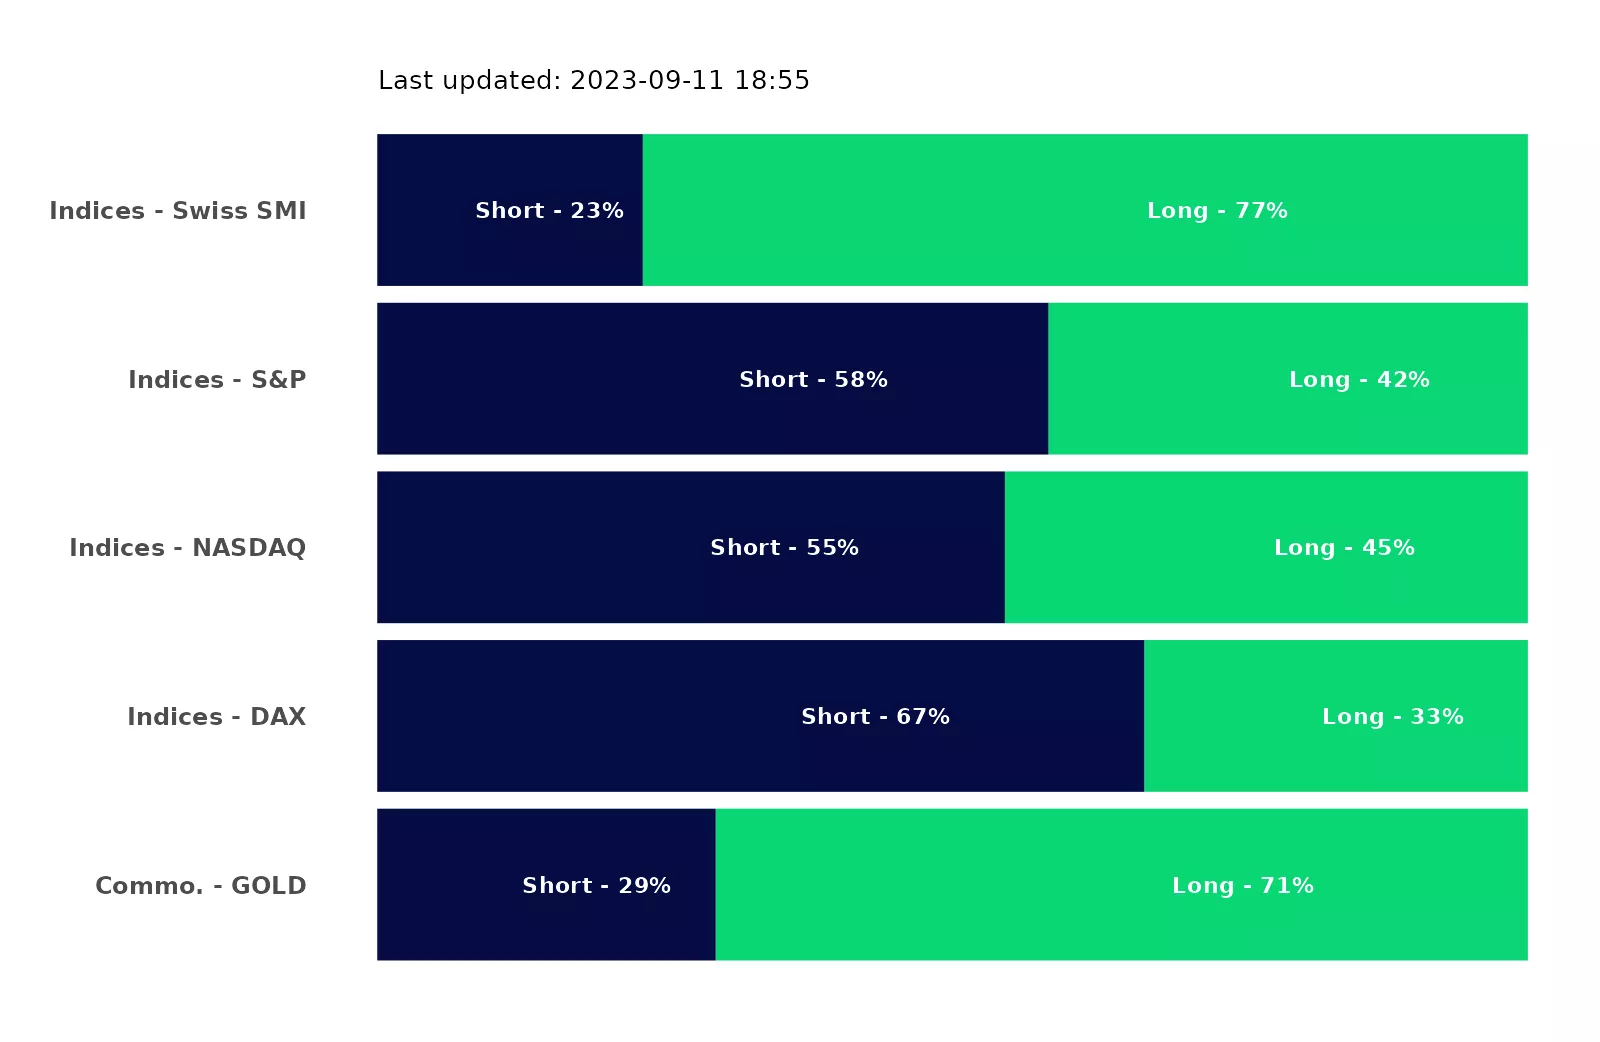 Last updated: 2023-09-11 18:55
Indices - Swiss SMI Short - 23% Long - 77%
Indices - S&P Short - 58% Long - 42%
Indices - NASDAQ Short - 55% Long - 45%
Indices - DAX Short - 67% Long - 33%
Commo. - GOLD Short - 29% Long - 71%